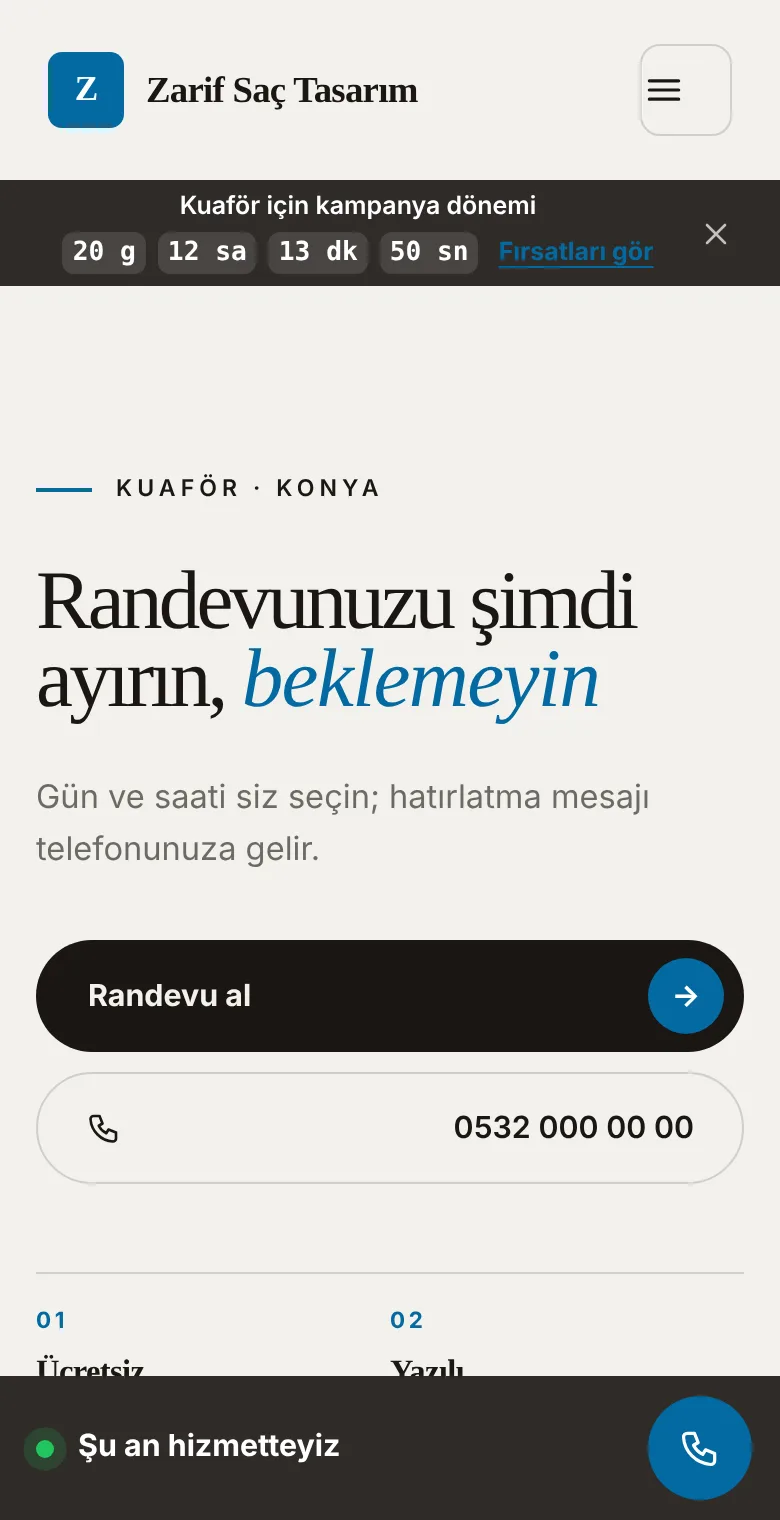 Z
Zarif Saç Tasarım
Kuaför için kampanya dönemi
20 g 12 sa 13 dk 50 sn Fırsatları gör
KUAFÖR · KONYA
Randevunuzu şimdi
ayırın, beklemeyin
Gün ve saati siz seçin; hatırlatma mesajı
telefonunuza gelir.
Randevu al
0532 000 00 00
01 02
Ücretsiz Yazılı
Şu an hizmetteyiz